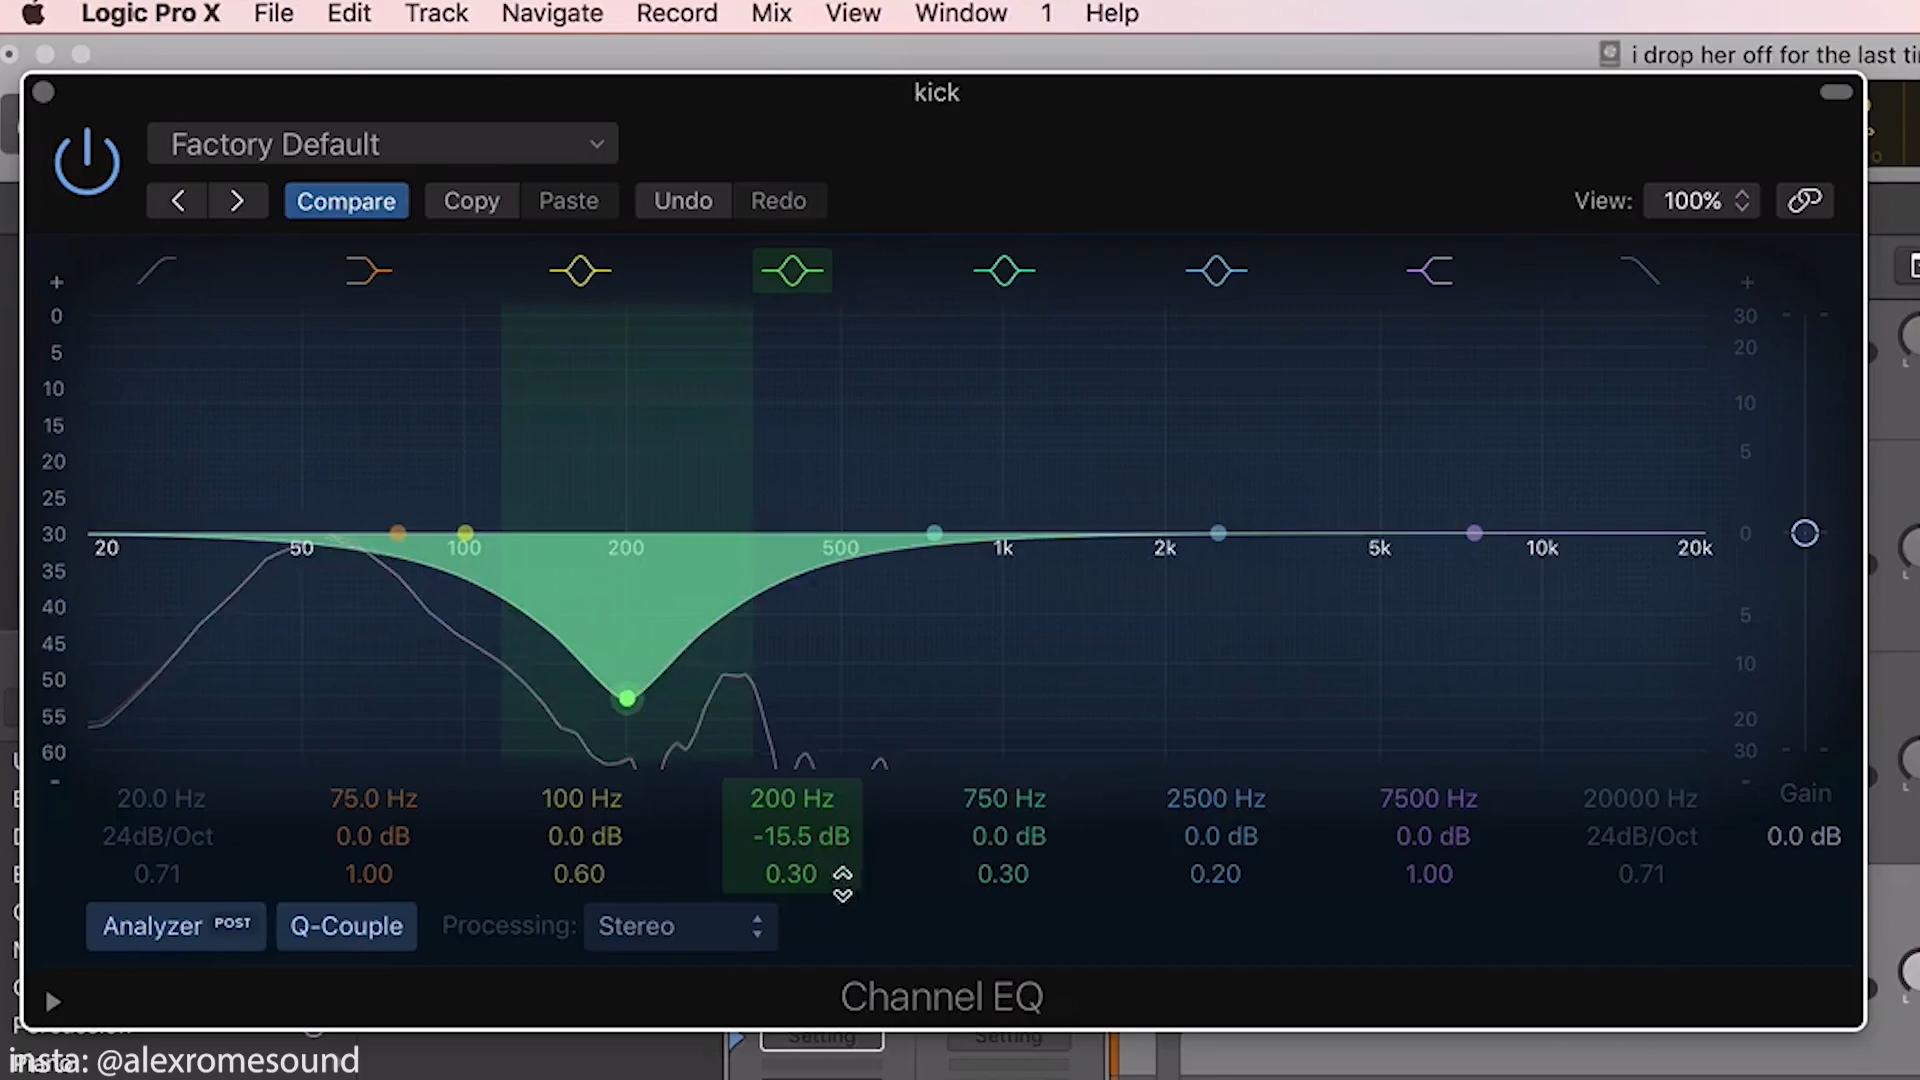 Logic Pro X File Edit Track Navigate Record Mix View Window 1 Help
i drop her off for the last
kick
Factory Default
Compare Copy Paste Undo Redo View: 100%
+ +
0 30
5 20
10 10
15
20 5
25
30 0
20 50 100 200 500 1k 2k 5k 10k 20k
35
40
45 5
50 10
55 20
60 30
- -
20.0 Hz 75.0 Hz 100 Hz 200 Hz 750 Hz 2500 Hz 7500 Hz 20000 Hz Gain
24dB/Oct 0.0 dB 0.0 dB -15.5 dB 0.0 dB 0.0 dB 0.0 dB 24dB/Oct 0.0 dB
0.71 1.00 0.60 0.30 0.30 0.20 1.00 0.71
Analyzer POST Q-Couple Processing: Stereo
Channel EQ
Setting Setting
insta: @alexromesound